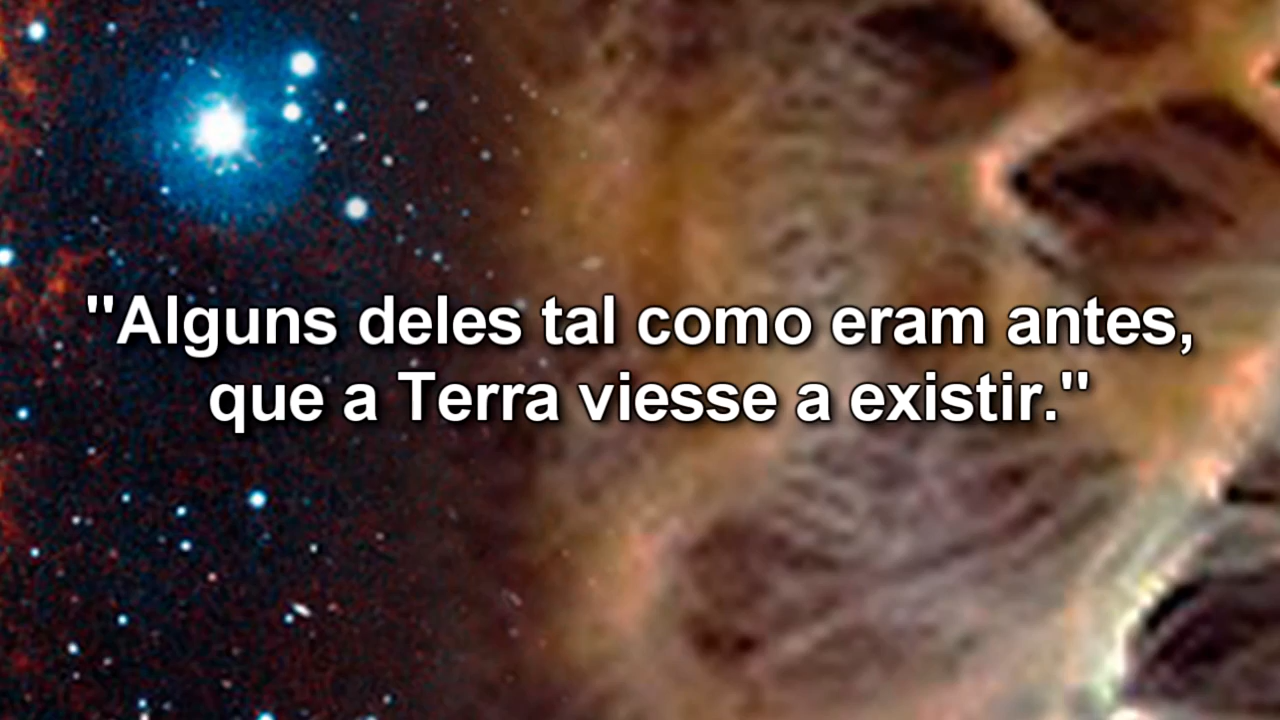 "Alguns deles tal como eram antes,
que a Terra viesse a existir."